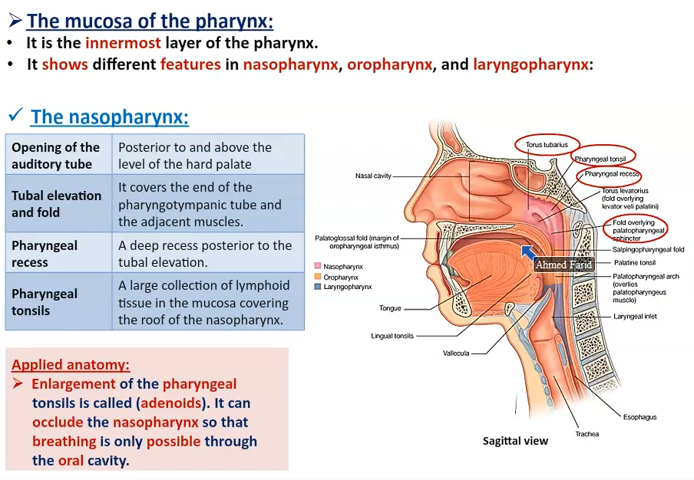 ➢ The mucosa of the pharynx:
• It is the innermost layer of the pharynx.
• It shows different features in nasopharynx, oropharynx, and laryngopharynx:
✓ The nasopharynx:
Opening of the auditory tube
Posterior to and above the level of the hard palate
Tubal elevation and fold
It covers the end of the pharyngotympanic tube and the adjacent muscles.
Pharyngeal recess
A deep recess posterior to the tubal elevation.
Pharyngeal tonsils
A large collection of lymphoid tissue in the mucosa covering the roof of the nasopharynx.
Applied anatomy:
➢ Enlargement of the pharyngeal
tonsils is called (adenoids). It can
occlude the nasopharynx so that
breathing is only possible through
the oral cavity.
Torus tubarius
Pharyngeal tonsil
Pharyngeal recess
Torus levatorius
(fold overlying
levator veli palatini)
Fold overlying
palatopharyngeal
sphincter
Salpingopharyngeal fold
Palatine tonsil
Palatopharyngeal arch
(overlies
palatopharyngeus
muscle)
Laryngeal inlet
Esophagus
Trachea
Nasal cavity
Palatoglossal fold (margin of
oropharyngeal isthmus)
Nasopharynx
Oropharynx
Laryngopharynx
Tongue
Lingual tonsils
Vallecula
Ahmed Farid
Sagittal view